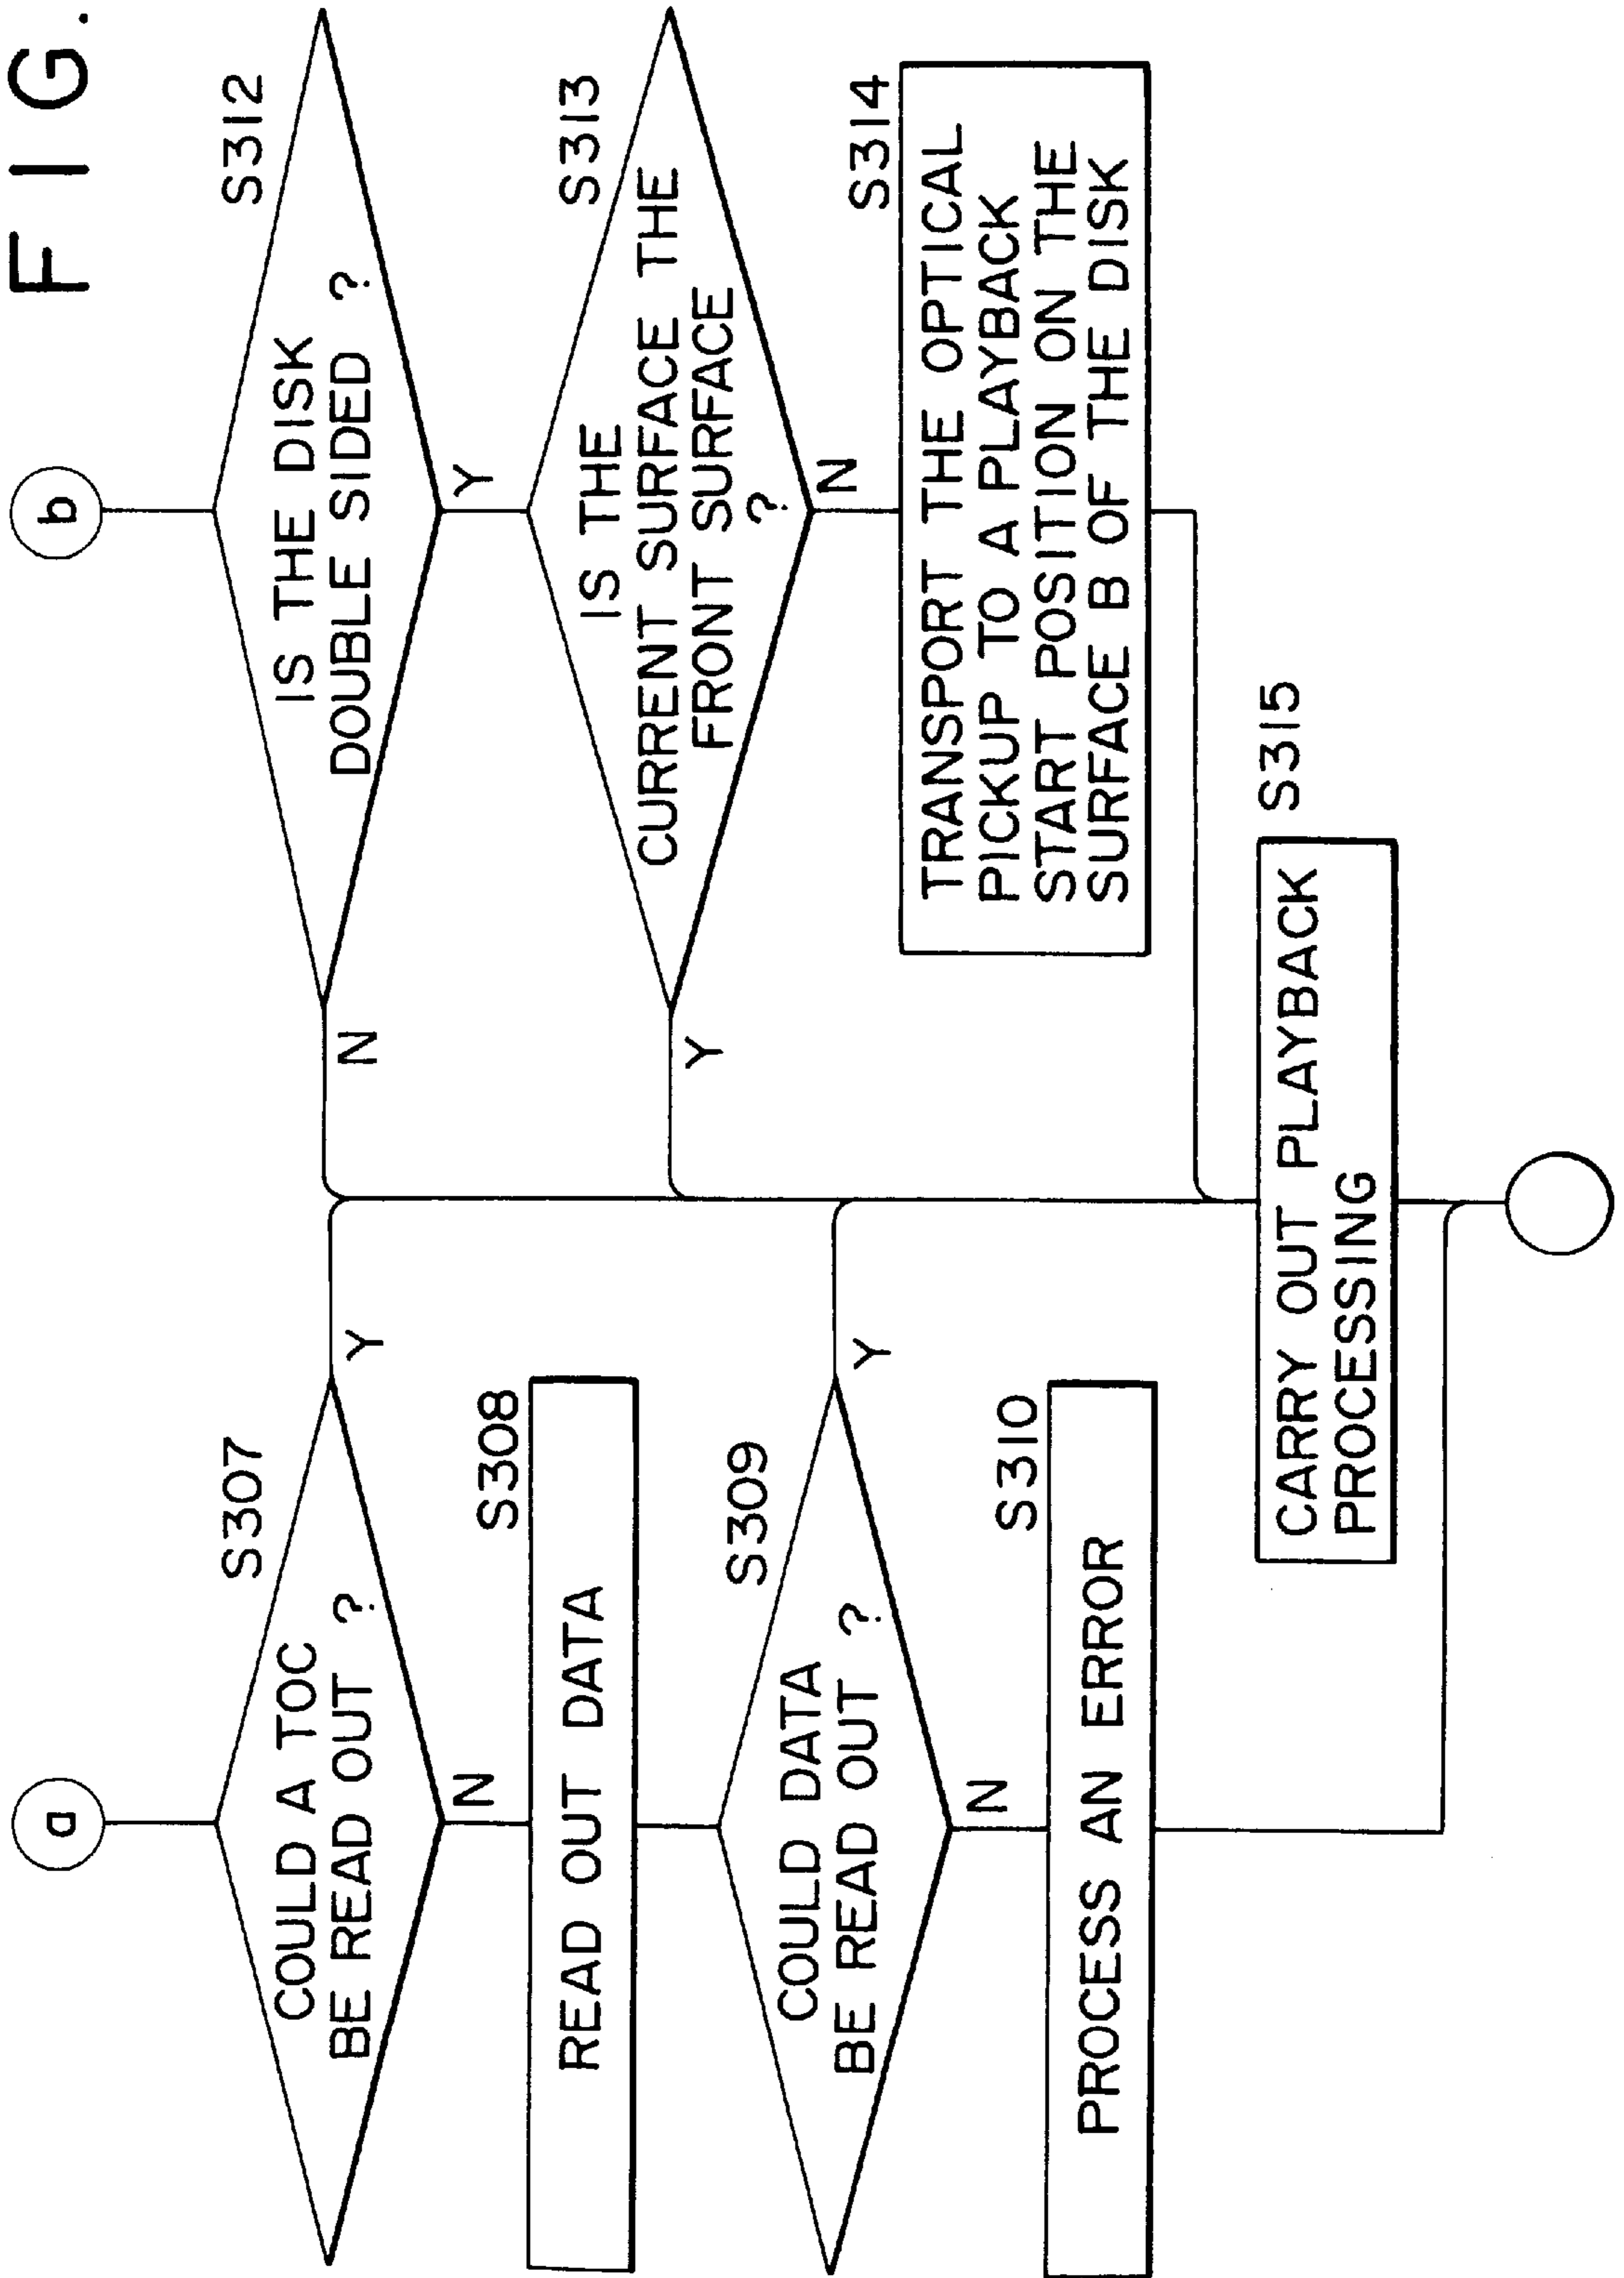 FIG.
a
S307
COULD A TOC
BE READ OUT ?
Y
N
S308
READ OUT DATA
S309
COULD DATA
BE READ OUT ?
Y
N
S310
PROCESS AN ERROR
b
S312
IS THE DISK
DOUBLE SIDED ?
N
Y
S313
IS THE
CURRENT SURFACE THE
FRONT SURFACE
?
Y
N
S314
TRANSPORT THE OPTICAL
PICKUP TO A PLAYBACK
START POSITION ON THE
SURFACE B OF THE DISK
S315
CARRY OUT PLAYBACK
PROCESSING